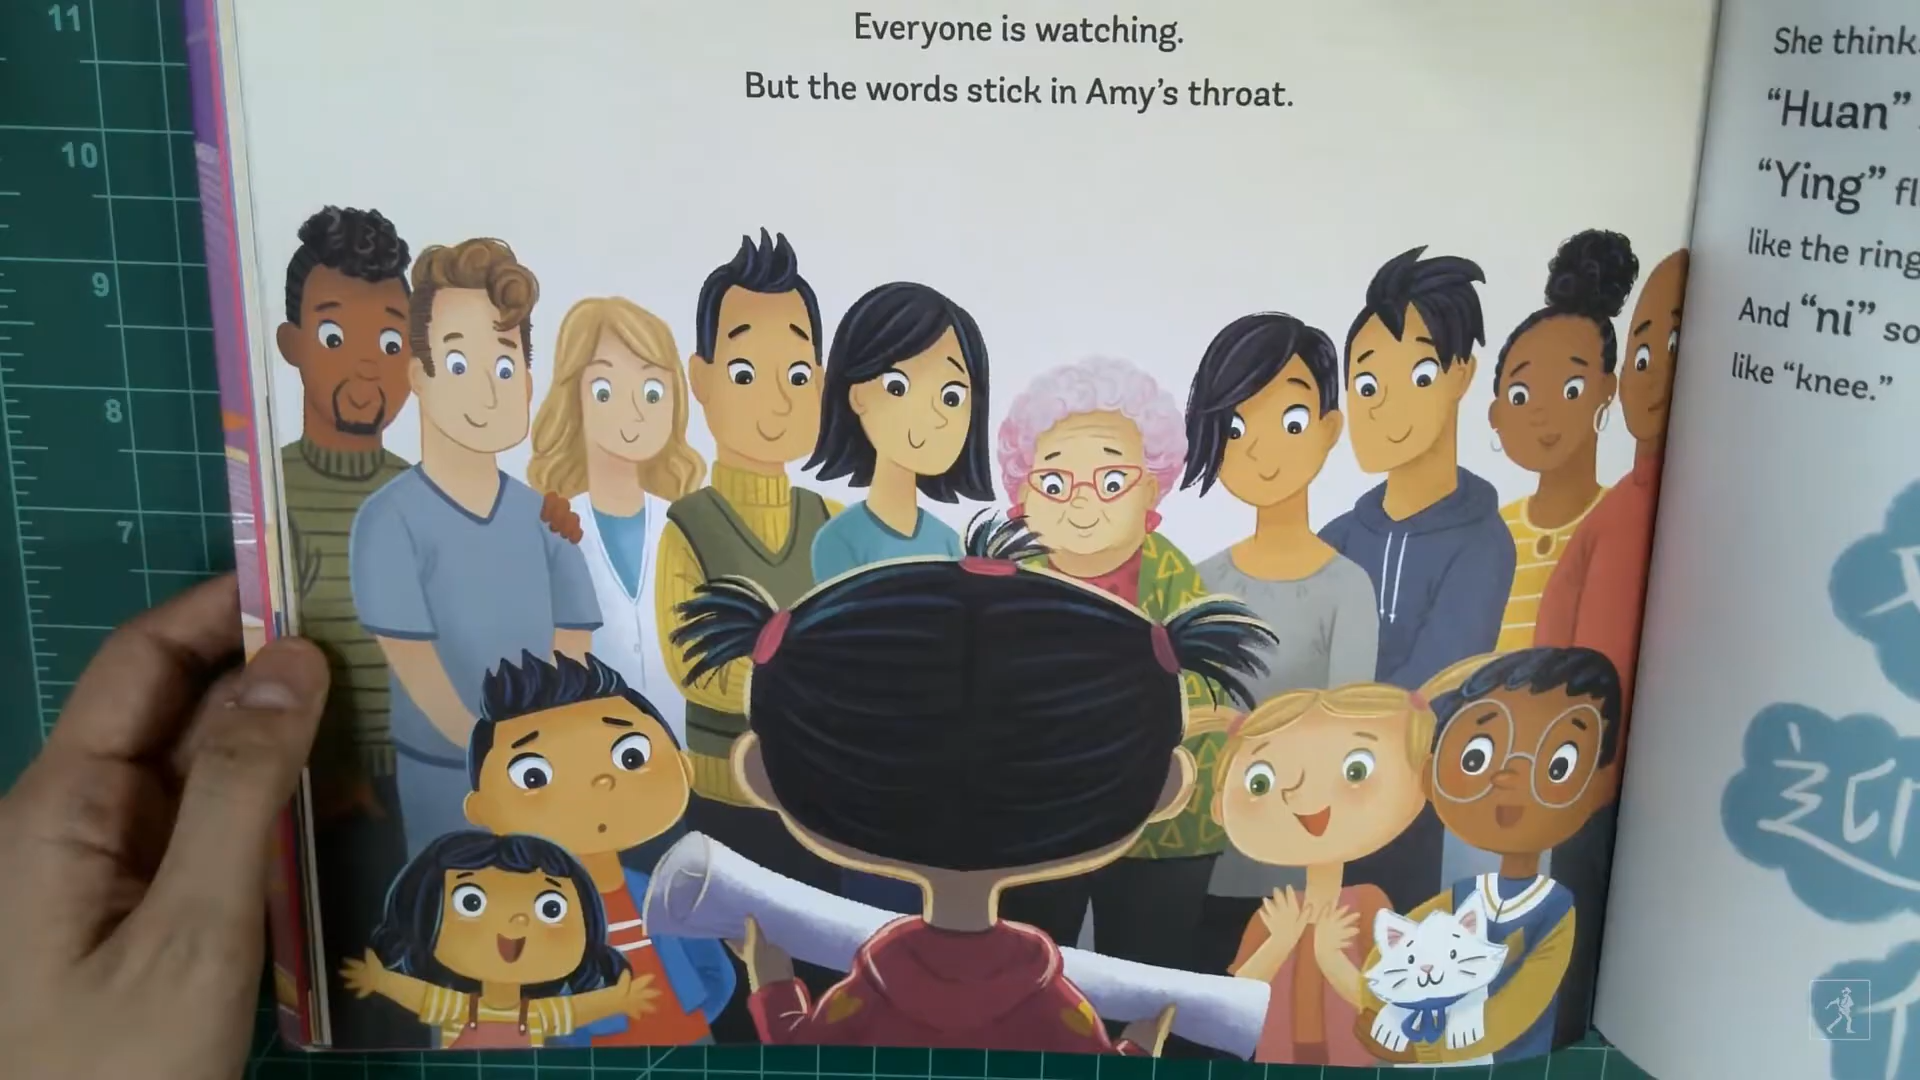 Everyone is watching.
But the words stick in Amy's throat.
She think
“Huan”
“Ying” fl
like the ring
And “ni” so
like “knee.”
11
10
9
8
7